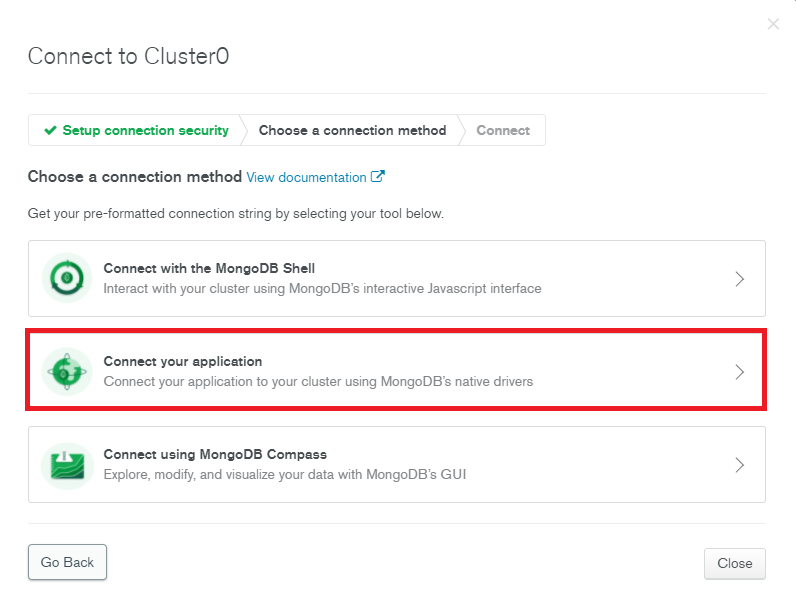 Connect to Cluster0
✔ Setup connection security
Choose a connection method
Connect
Choose a connection method View documentation
Get your pre-formatted connection string by selecting your tool below.
Connect with the MongoDB Shell
Interact with your cluster using MongoDB's interactive Javascript interface
Connect your application
Connect your application to your cluster using MongoDB's native drivers
Connect using MongoDB Compass
Explore, modify, and visualize your data with MongoDB's GUI
Go Back
Close